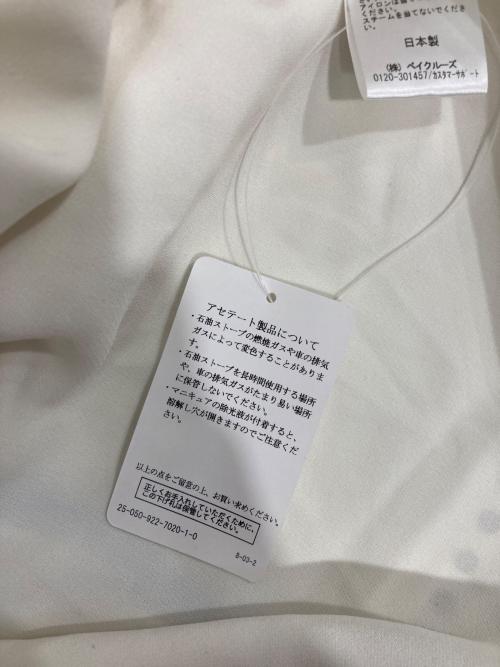 アイロンは
ください。
スチームを当てないでくださ
い。
日本製
(株) ベイクルーズ
0120-301457/カスタマーサポート
アセテート製品について
・石油ストーブの燃焼ガスや車の排気
ガスによって変色することがありま
す。
・石油ストーブを長時間使用する場所
や、車の排気ガスがたまり易い場所
に保管しないでください。
・マニキュアの除光液が付着すると、
溶解し穴が開きますのでご注意くだ
さい。
以上の点をご留意の上、お買い求めください。
正しくお手入れしていただくために、
この下げ札は保管してください。
25-050-922-7020-1-0
8-03-2